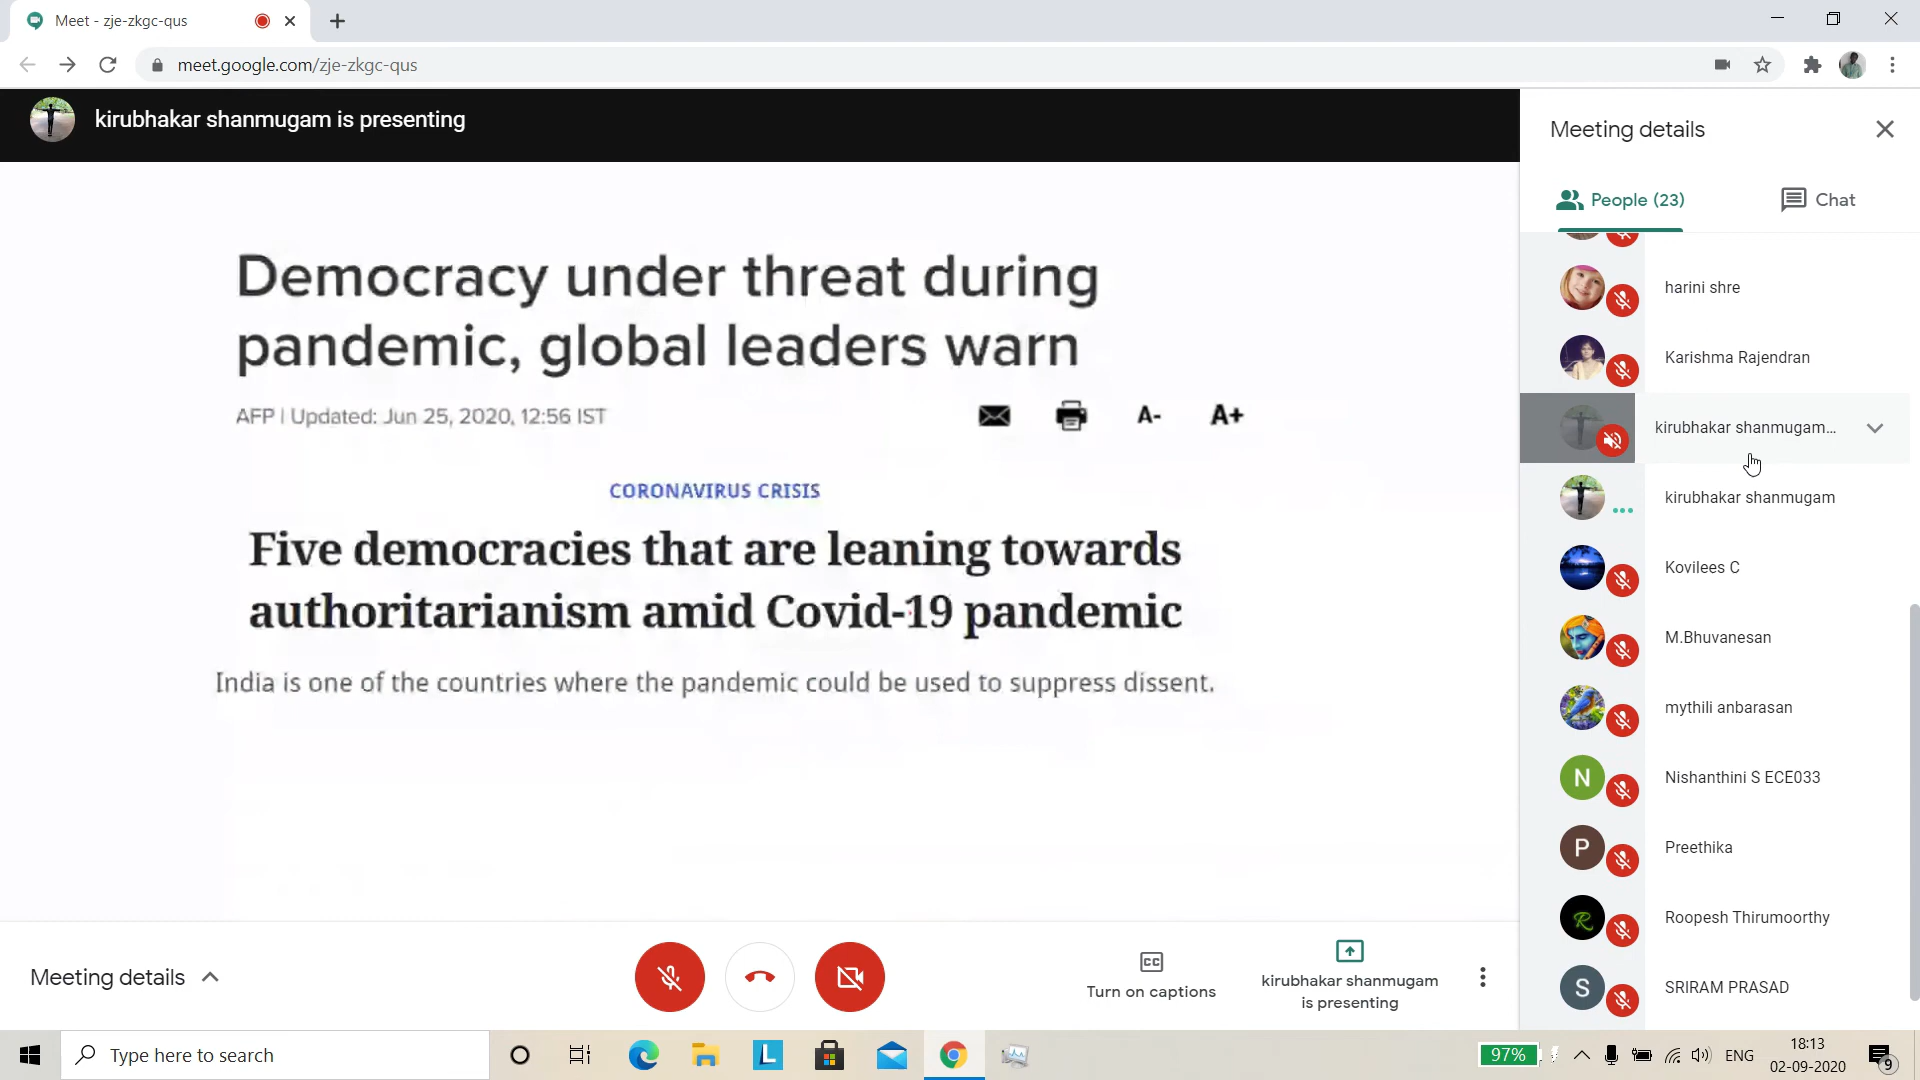 Meet - zje-zkgc-qus
meet.google.com/zje-zkgc-qus
kirubhakar shanmugam is presenting
Democracy under threat during
pandemic, global leaders warn
AFP | Updated: Jun 25, 2020, 12:56 IST
A-
A+
CORONAVIRUS CRISIS
Five democracies that are leaning towards
authoritarianism amid Covid-19 pandemic
India is one of the countries where the pandemic could be used to suppress dissent.
Meeting details
People (23)
Chat
harini shre
Karishma Rajendran
kirubhakar shanmugam...
kirubhakar shanmugam
Kovilees C
M.Bhuvanesan
mythili anbarasan
N
Nishanthini S ECE033
P
Preethika
R
Roopesh Thirumoorthy
S
SRIRAM PRASAD
Meeting details
CC
Turn on captions
kirubhakar shanmugam
is presenting
Type here to search
L
97%
ENG
18:13
02-09-2020
9